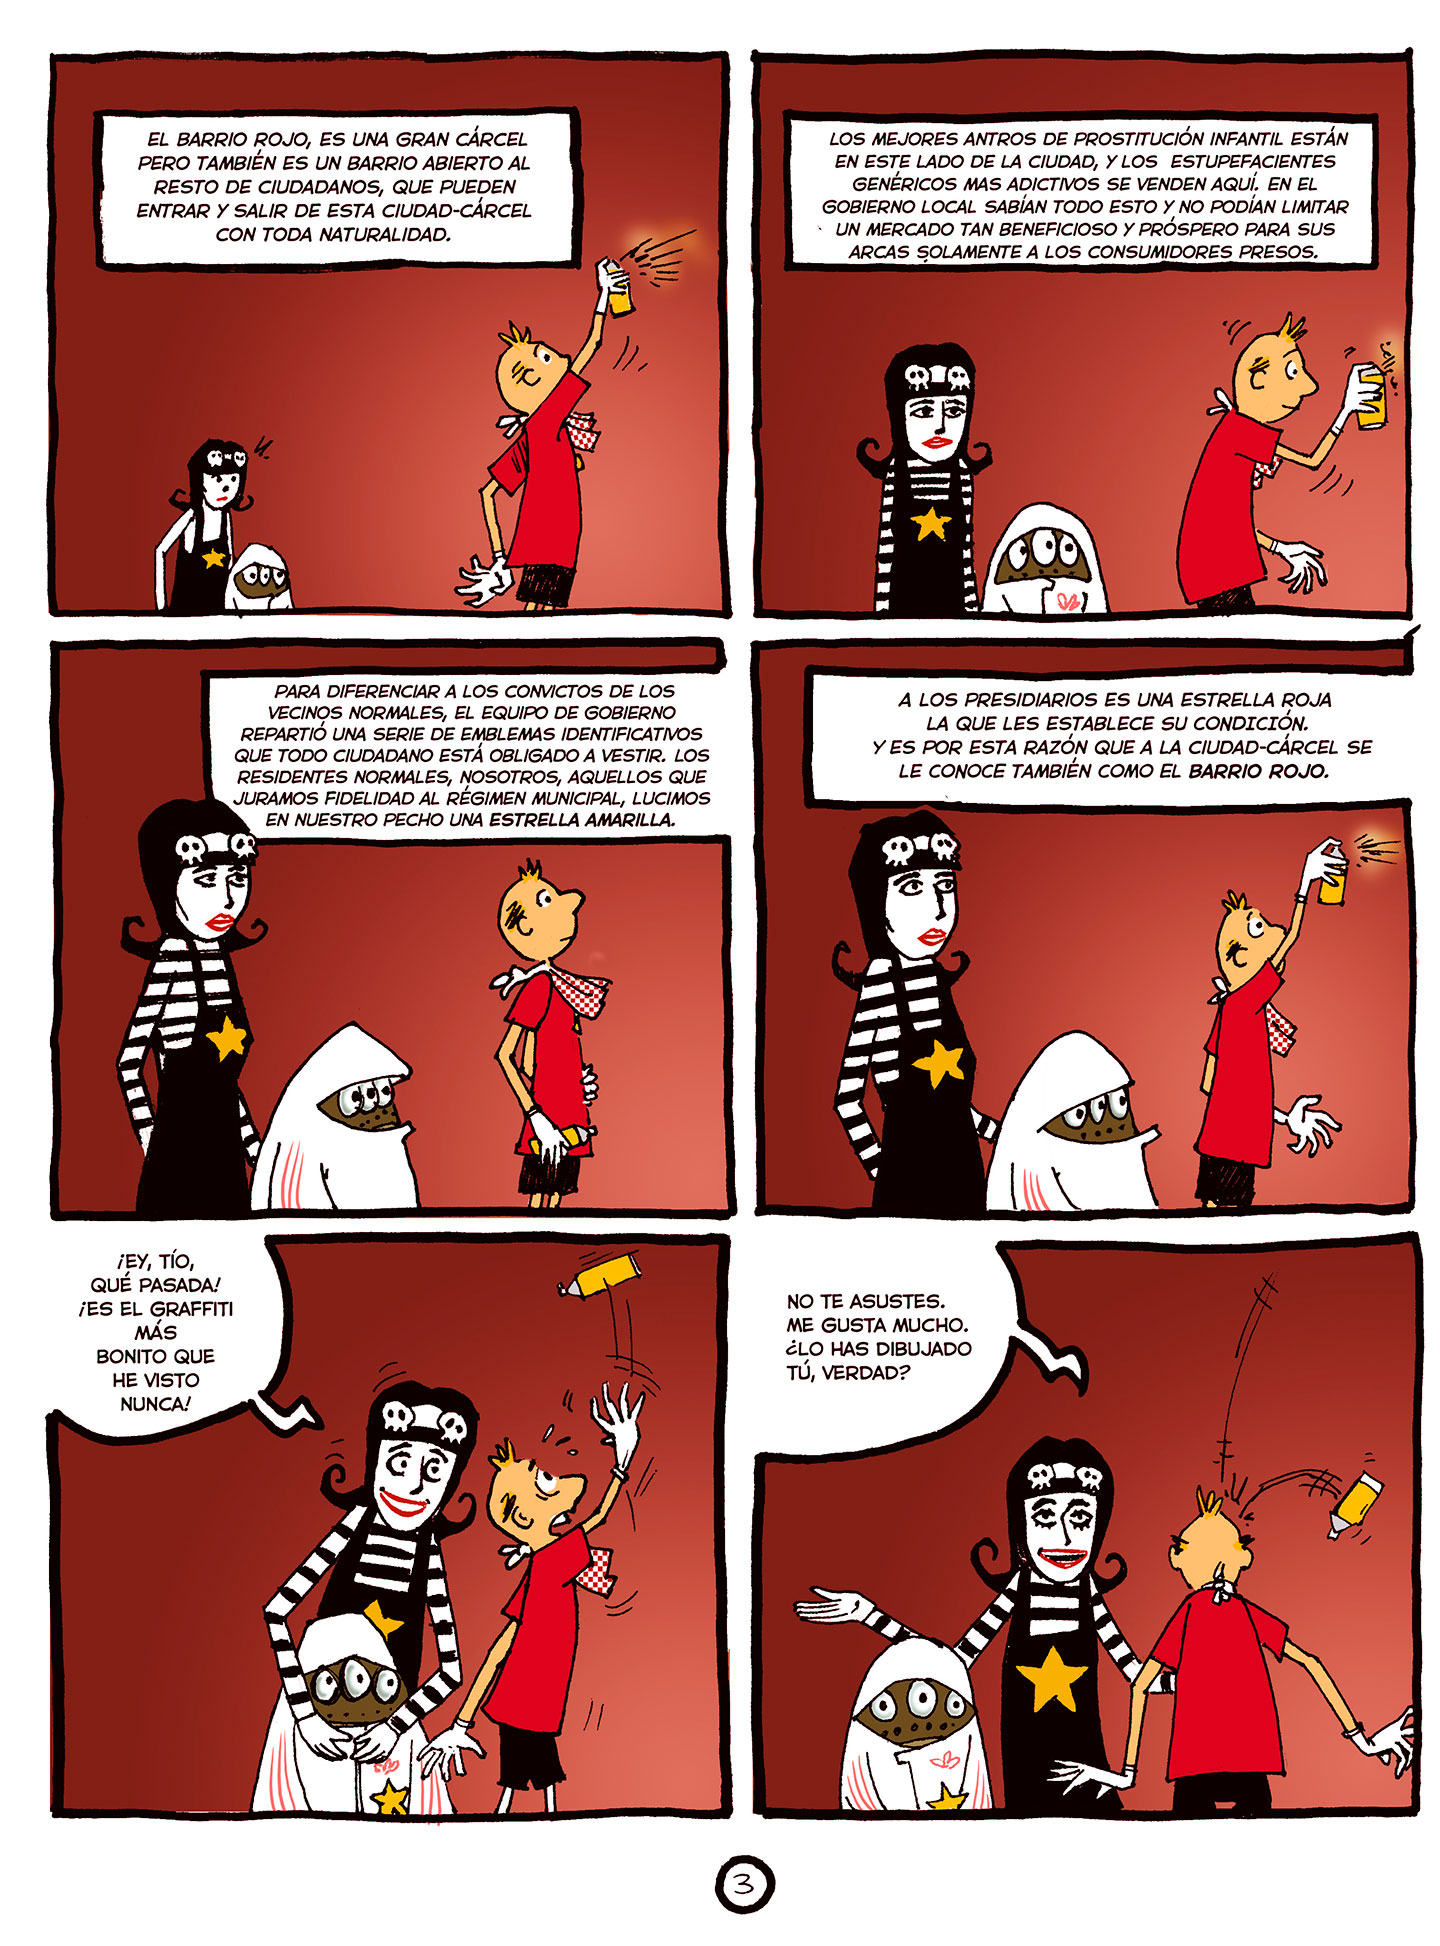 EL BARRIO ROJO, ES UNA GRAN CÁRCEL
PERO TAMBIÉN ES UN BARRIO ABIERTO AL
RESTO DE CIUDADANOS, QUE PUEDEN
ENTRAR Y SALIR DE ESTA CIUDAD-CÁRCEL
CON TODA NATURALIDAD.
LOS MEJORES ANTROS DE PROSTITUCIÓN INFANTIL ESTÁN
EN ESTE LADO DE LA CIUDAD, Y LOS ESTUPEFACIENTES
GENÉRICOS MAS ADICTIVOS SE VENDEN AQUÍ. EN EL
GOBIERNO LOCAL SABÍAN TODO ESTO Y NO PODÍAN LIMITAR
UN MERCADO TAN BENEFICIOSO Y PRÓSPERO PARA SUS
ARCAS SOLAMENTE A LOS CONSUMIDORES PRESOS.
PARA DIFERENCIAR A LOS CONVICTOS DE LOS
VECINOS NORMALES, EL EQUIPO DE GOBIERNO
REPARTIÓ UNA SERIE DE EMBLEMAS IDENTIFICATIVOS
QUE TODO CIUDADANO ESTÁ OBLIGADO A VESTIR. LOS
RESIDENTES NORMALES, NOSOTROS, AQUELLOS QUE
JURAMOS FIDELIDAD AL RÉGIMEN MUNICIPAL, LUCIMOS
EN NUESTRO PECHO UNA ESTRELLA AMARILLA.
A LOS PRESIDIARIOS ES UNA ESTRELLA ROJA
LA QUE LES ESTABLECE SU CONDICIÓN.
Y ES POR ESTA RAZÓN QUE A LA CIUDAD-CÁRCEL SE
LE CONOCE TAMBIÉN COMO EL BARRIO ROJO.
¡EY, TÍO,
QUÉ PASADA!
¡ES EL GRAFFITI
MÁS
BONITO QUE
HE VISTO
NUNCA!
NO TE ASUSTES.
ME GUSTA MUCHO.
¿LO HAS DIBUJADO
TÚ, VERDAD?
3